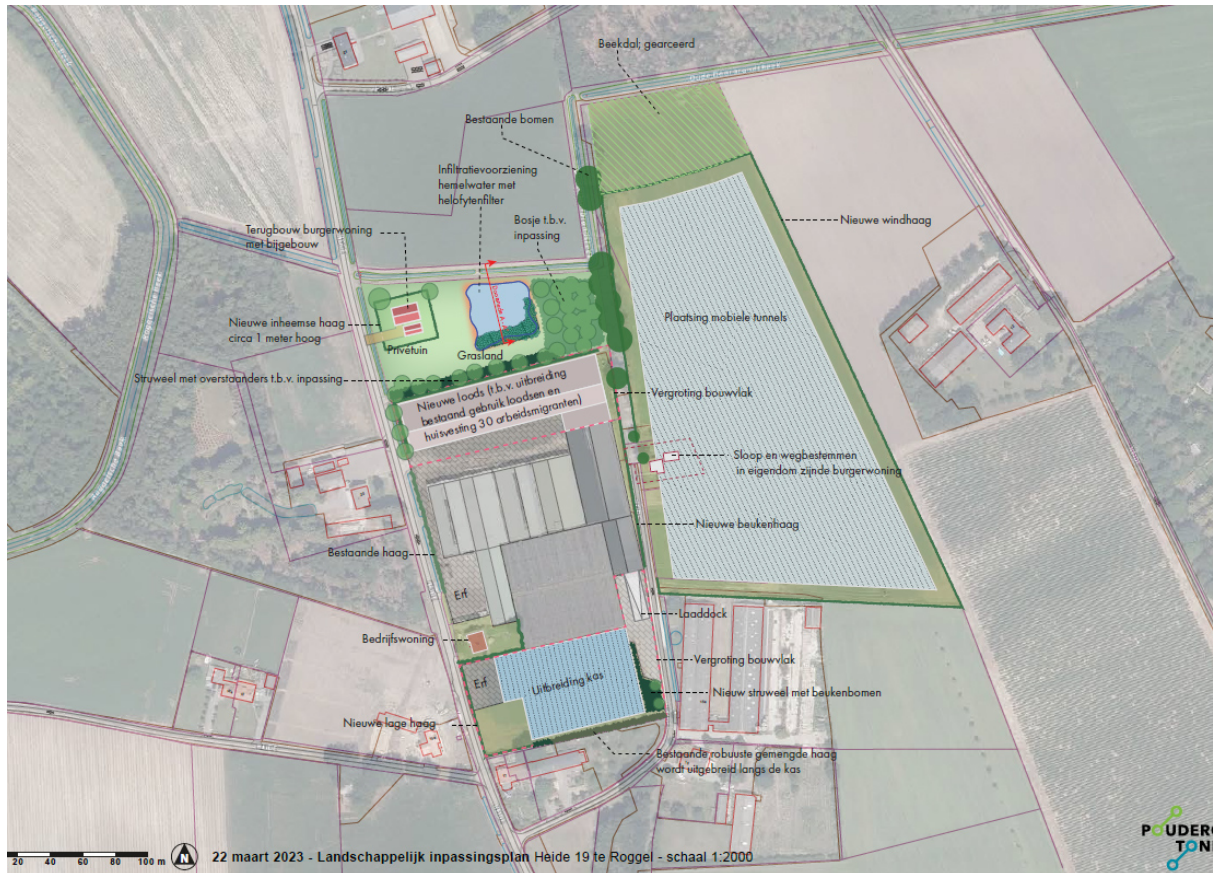 Beekdal; gearceerd
Bestaande bomen
Infiltratievoorziening
hemelwater met
helofytenfilter
Bosje t.b.v.
inpassing
Nieuwe windhaag
Terugbouw burgerwoning
met bijgebouw
Plaatsing mobiele tunnels
Nieuwe inheemse haag
circa 1 meter hoog
Privetuin
Grasland
Struweel met overstaanders t.b.v. inpassing
Nieuwe loods (t.b.v. uitbreiding
bestaand gebruik loodsen en
huisvesting 30 arbeidsmigranten)
Vergroting bouwvlak
Sloop en wegbestemmen
in eigendom zijnde burgerwoning
Nieuwe beukenhaag
Bestaande haag
Erf
Laaddock
Bedrijfswoning
Vergroting bouwvlak
Erf
Uitbreiding kas
Nieuw struweel met beukenbomen
Nieuwe lage haag
Bestaande robuuste gemengde haag
wordt uitgebreid langs de kas
20 40 60 80 100 m
N
22 maart 2023 - Landschappelijk inpassingsplan Heide 19 te Roggel - schaal 1:2000
POUDERO
TON